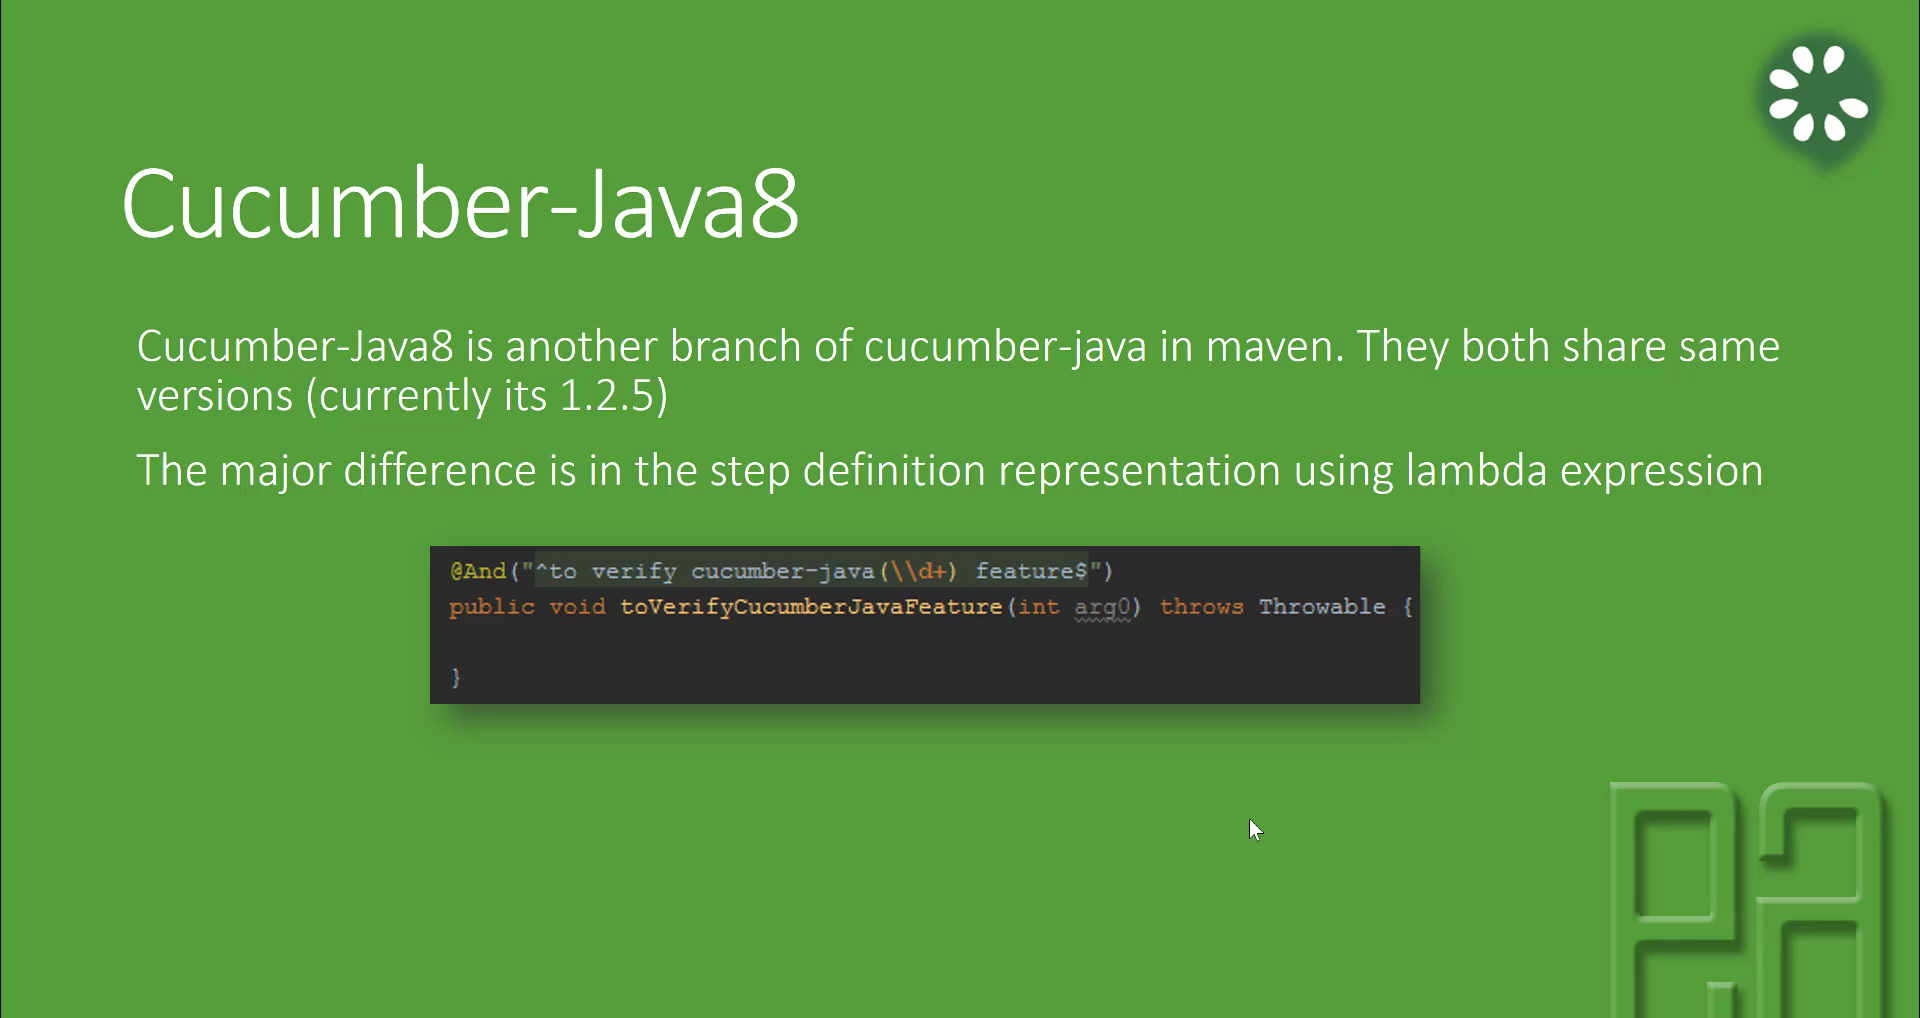 Cucumber-Java8
Cucumber-Java8 is another branch of cucumber-java in maven. They both share same
versions (currently its 1.2.5)
The major difference is in the step definition representation using lambda expression
@And("^to verify cucumber-java(\\d+) feature$")
public void toVerifyCucumberJavaFeature(int arg0) throws Throwable {
}